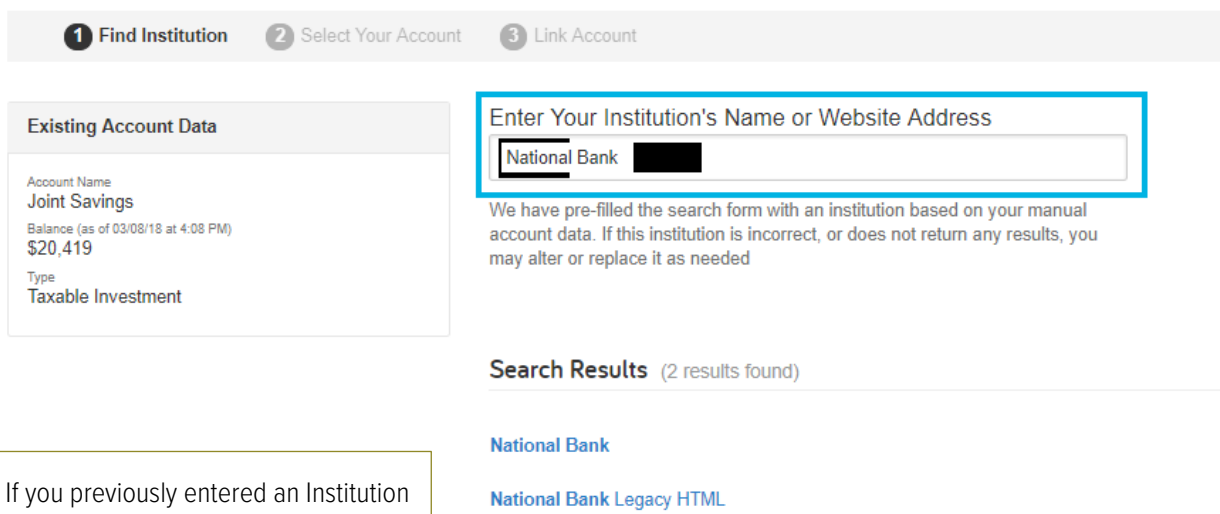 1 Find Institution 2 Select Your Account 3 Link Account
Existing Account Data
Account Name
Joint Savings
Balance (as of 03/08/18 at 4:08 PM)
$20,419
Type
Taxable Investment
Enter Your Institution's Name or Website Address
National Bank
We have pre-filled the search form with an institution based on your manual
account data. If this institution is incorrect, or does not return any results, you
may alter or replace it as needed
Search Results (2 results found)
National Bank
National Bank Legacy HTML
If you previously entered an Institution